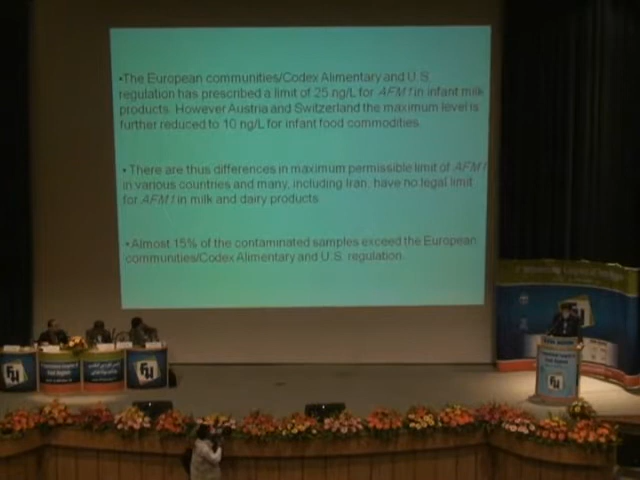 •The European communities/Codex Alimentary and U.S.
regulation has prescribed a limit of 25 ng/L for AFM1 in infant milk
products. However Austria and Switzerland the maximum level is
further reduced to 10 ng/L for infant food commodities.
• There are thus differences in maximum permissible limit of AFM1
in various countries and many, including Iran, have no legal limit
for AFM1 in milk and dairy products
• Almost 15% of the contaminated samples exceed the European
communities/Codex Alimentary and U.S. regulation.